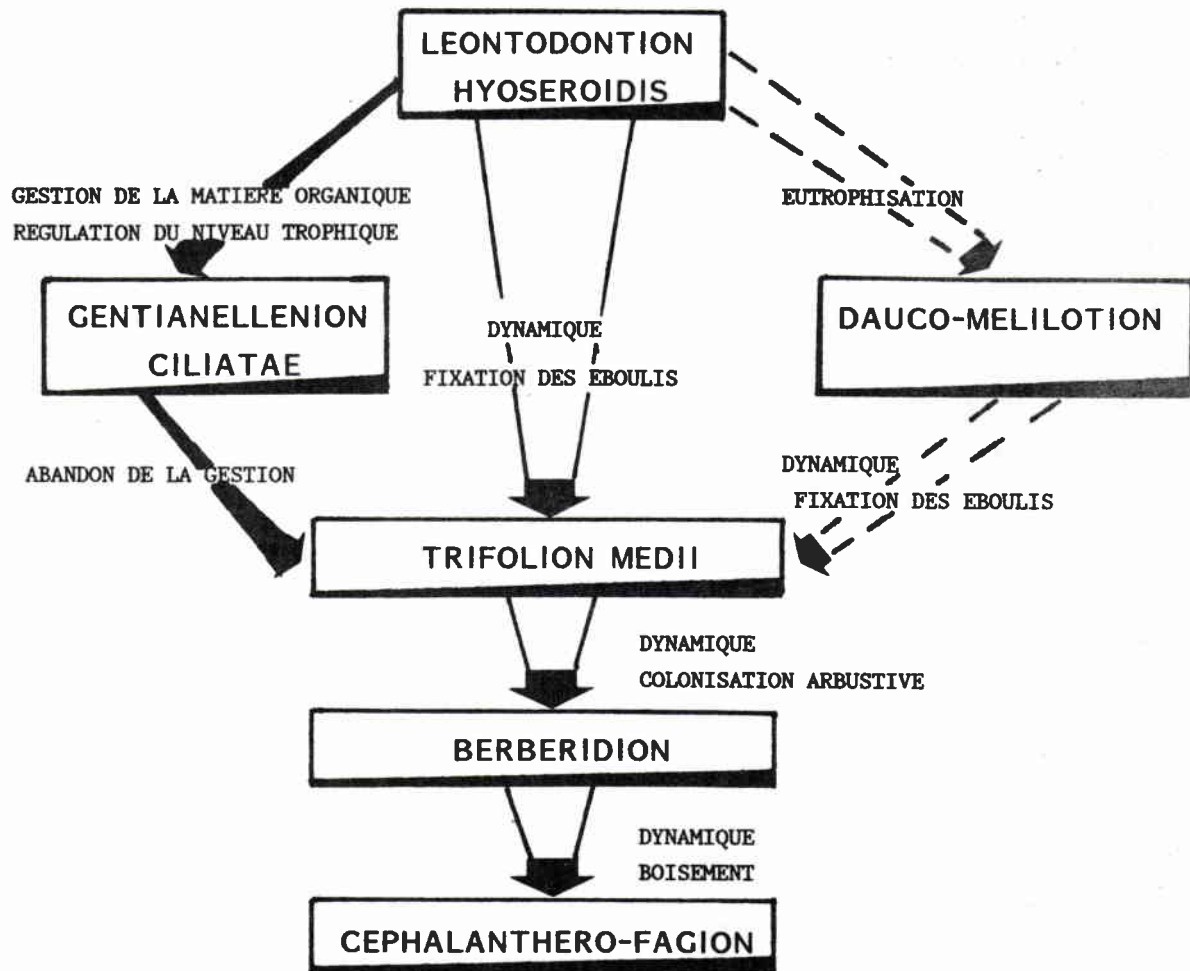 LEONTODONTION
HYOSEROIDIS
GESTION DE LA MATIERE ORGANIQUE
REGULATION DU NIVEAU TROPHIQUE
EUTROPHISATION
GENTIANELLENION
CILIATAE
DAUCO-MELILOTION
DYNAMIQUE
FIXATION DES EBOULIS
ABANDON DE LA GESTION
DYNAMIQUE
FIXATION DES EBOULIS
TRIFOLION MEDII
DYNAMIQUE
COLONISATION ARBUSTIVE
BERBERIDION
DYNAMIQUE
BOISEMENT
CEPHALANTHERO-FAGION